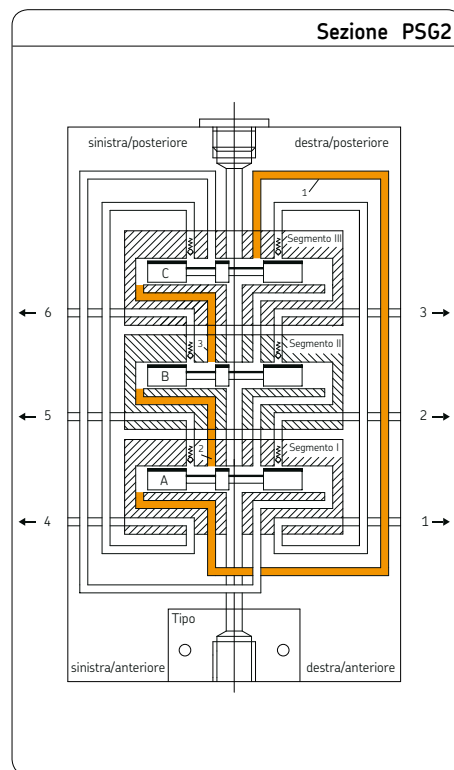 Sezione PSG2
sinistra/posteriore
destra/posteriore
1
Segmento III
C
6
3
3
Segmento II
B
5
2
Segmento I
2
A
4
1
Tipo
sinistra/anteriore
destra/anteriore